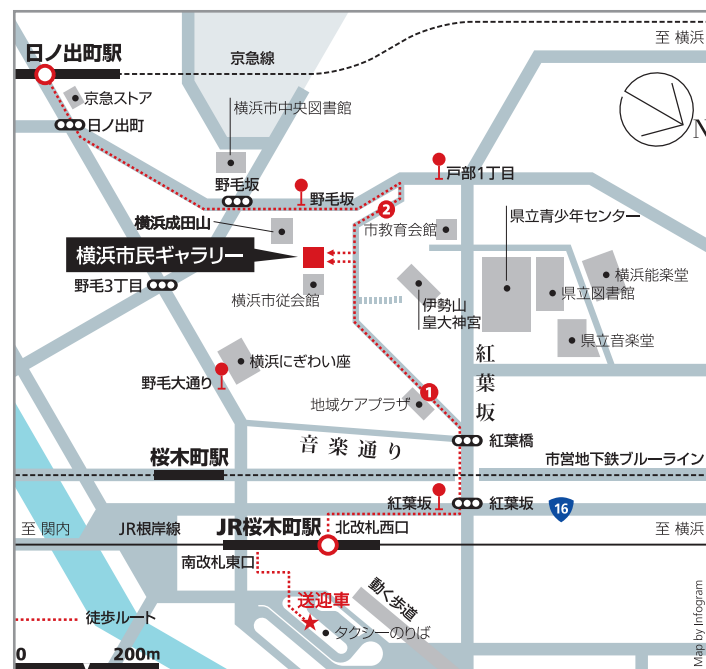 日ノ出町駅
京急線
至 横浜
京急ストア
横浜市中央図書館
日ノ出町
N
戸部1丁目
野毛坂
野毛坂
2
横浜成田山
市教育会館
県立青少年センター
横浜市民ギャラリー
横浜能楽堂
野毛3丁目
横浜市従会館
伊勢山
皇大神宮
県立図書館
県立音楽堂
紅葉坂
横浜にぎわい座
野毛大通り
1
地域ケアプラザ
音楽通り
紅葉橋
桜木町駅
市営地下鉄ブルーライン
紅葉坂
紅葉坂
16
至 関内
JR根岸線
JR桜木町駅
北改札西口
至 横浜
南改札東口
動く歩道
送迎車
徒歩ルート
タクシーのりば
0
200m
Map by Infogram